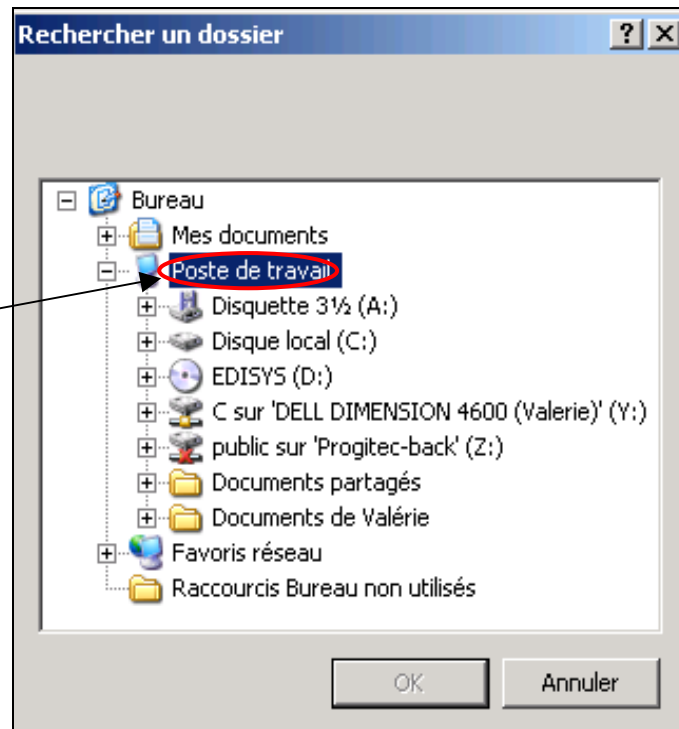 Rechercher un dossier
Bureau
Mes documents
Poste de travail
Disquette 3½ (A:)
Disque local (C:)
EDISYS (D:)
C sur 'DELL DIMENSION 4600 (Valerie)' (Y:)
public sur 'Progitec-back' (Z:)
Documents partagés
Documents de Valérie
Favoris réseau
Raccourcis Bureau non utilisés
OK Annuler